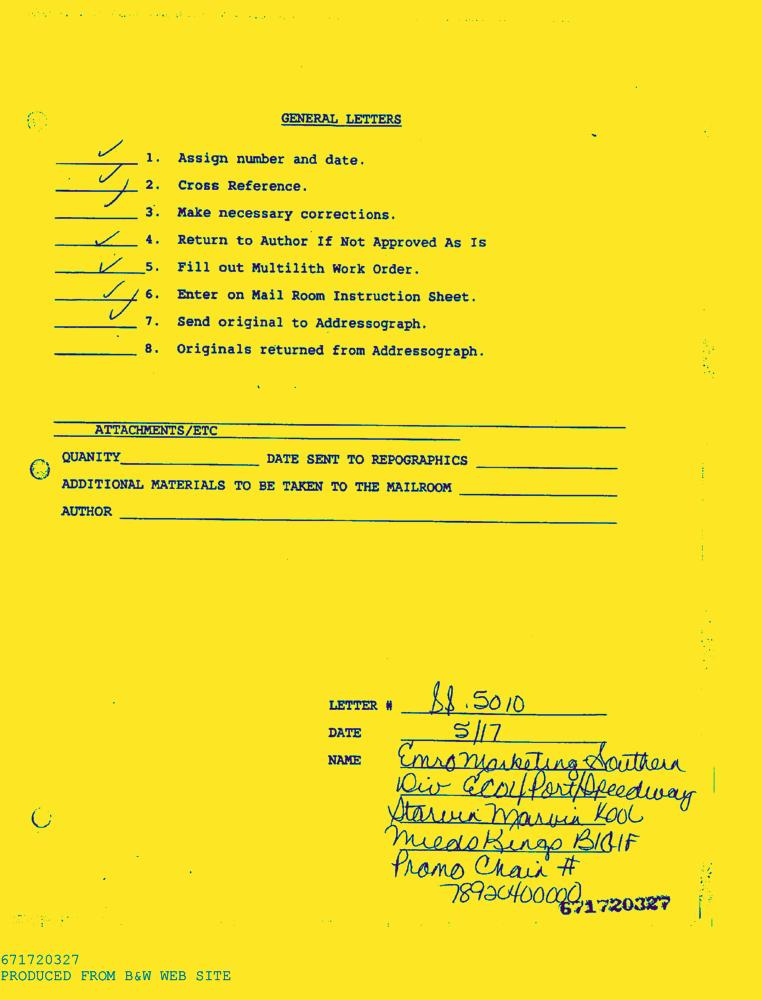 GENERAL LETTERS
1. Assign number and date.
2. Cross Reference.
3. Make necessary corrections.
4. Return to Author If Not Approved As Is
5. Fill out Multilith Work Order.
6. Enter on Mail Room Instruction Sheet.
7. Send original to Addressograph.
8. Originals returned from Addressograph.
ATTACHMENTS/ETC
QUANITY DATE SENT TO REPOGRAPHICS
ADDITIONAL MATERIALS TO BE TAKEN TO THE MAILROOM
AUTHOR
LETTER # SS.5010
DATE 5/17
NAME Emro Marketing Southern
Div Ecol/Port/Speedway
Starvin Marvin Kool
Kings B1G1F
Promo Chain #
78920400000
671720327
671720327
PRODUCED FROM B&W WEB SITE